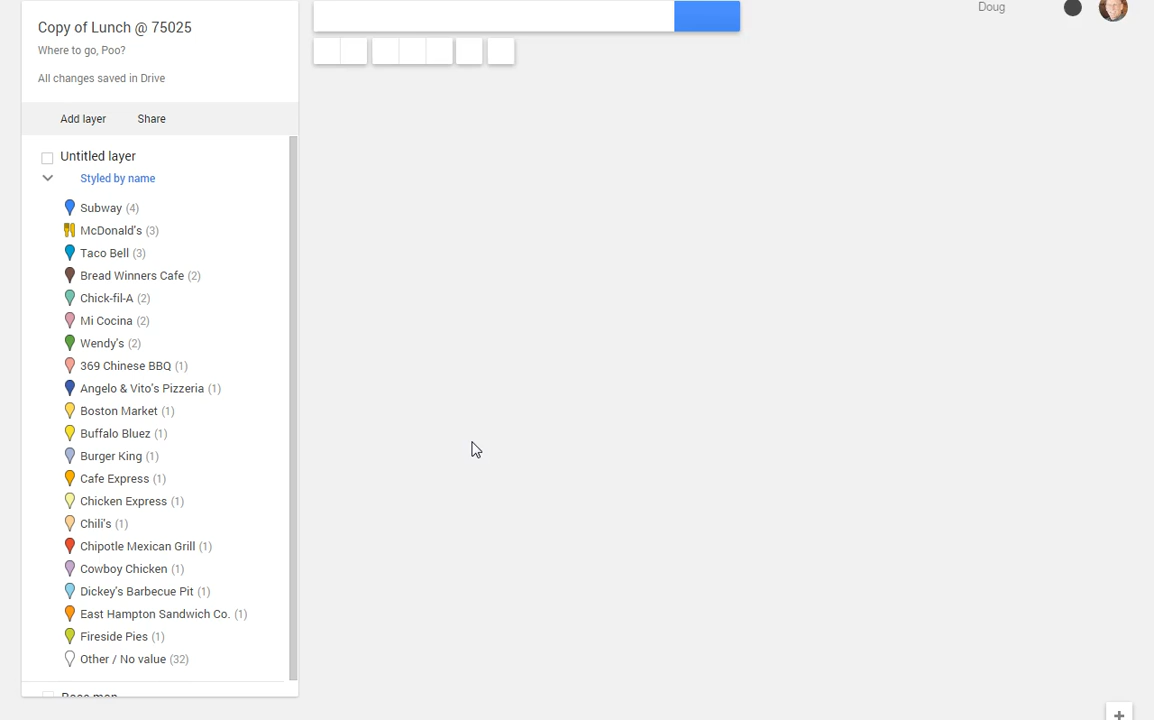 Copy of Lunch @ 75025
Where to go, Poo?
All changes saved in Drive
Add layer Share
Untitled layer
Styled by name
Subway (4)
McDonald's (3)
Taco Bell (3)
Bread Winners Cafe (2)
Chick-fil-A (2)
Mi Cocina (2)
Wendy's (2)
369 Chinese BBQ (1)
Angelo & Vito's Pizzeria (1)
Boston Market (1)
Buffalo Bluez (1)
Burger King (1)
Cafe Express (1)
Chicken Express (1)
Chili's (1)
Chipotle Mexican Grill (1)
Cowboy Chicken (1)
Dickey's Barbecue Pit (1)
East Hampton Sandwich Co. (1)
Fireside Pies (1)
Other / No value (32)
Base map
Doug
+